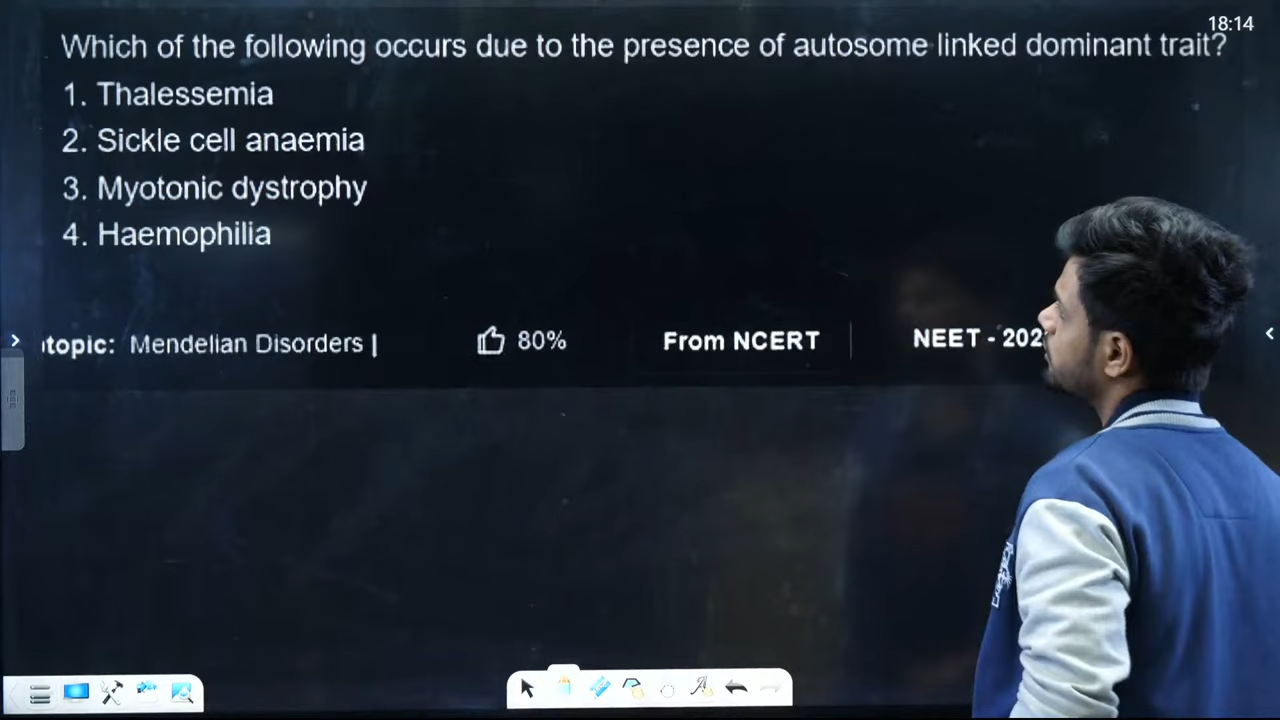 18:14
Which of the following occurs due to the presence of autosome linked dominant trait?
1. Thalessemia
2. Sickle cell anaemia
3. Myotonic dystrophy
4. Haemophilia
topic: Mendelian Disorders | 80% From NCERT | NEET - 202